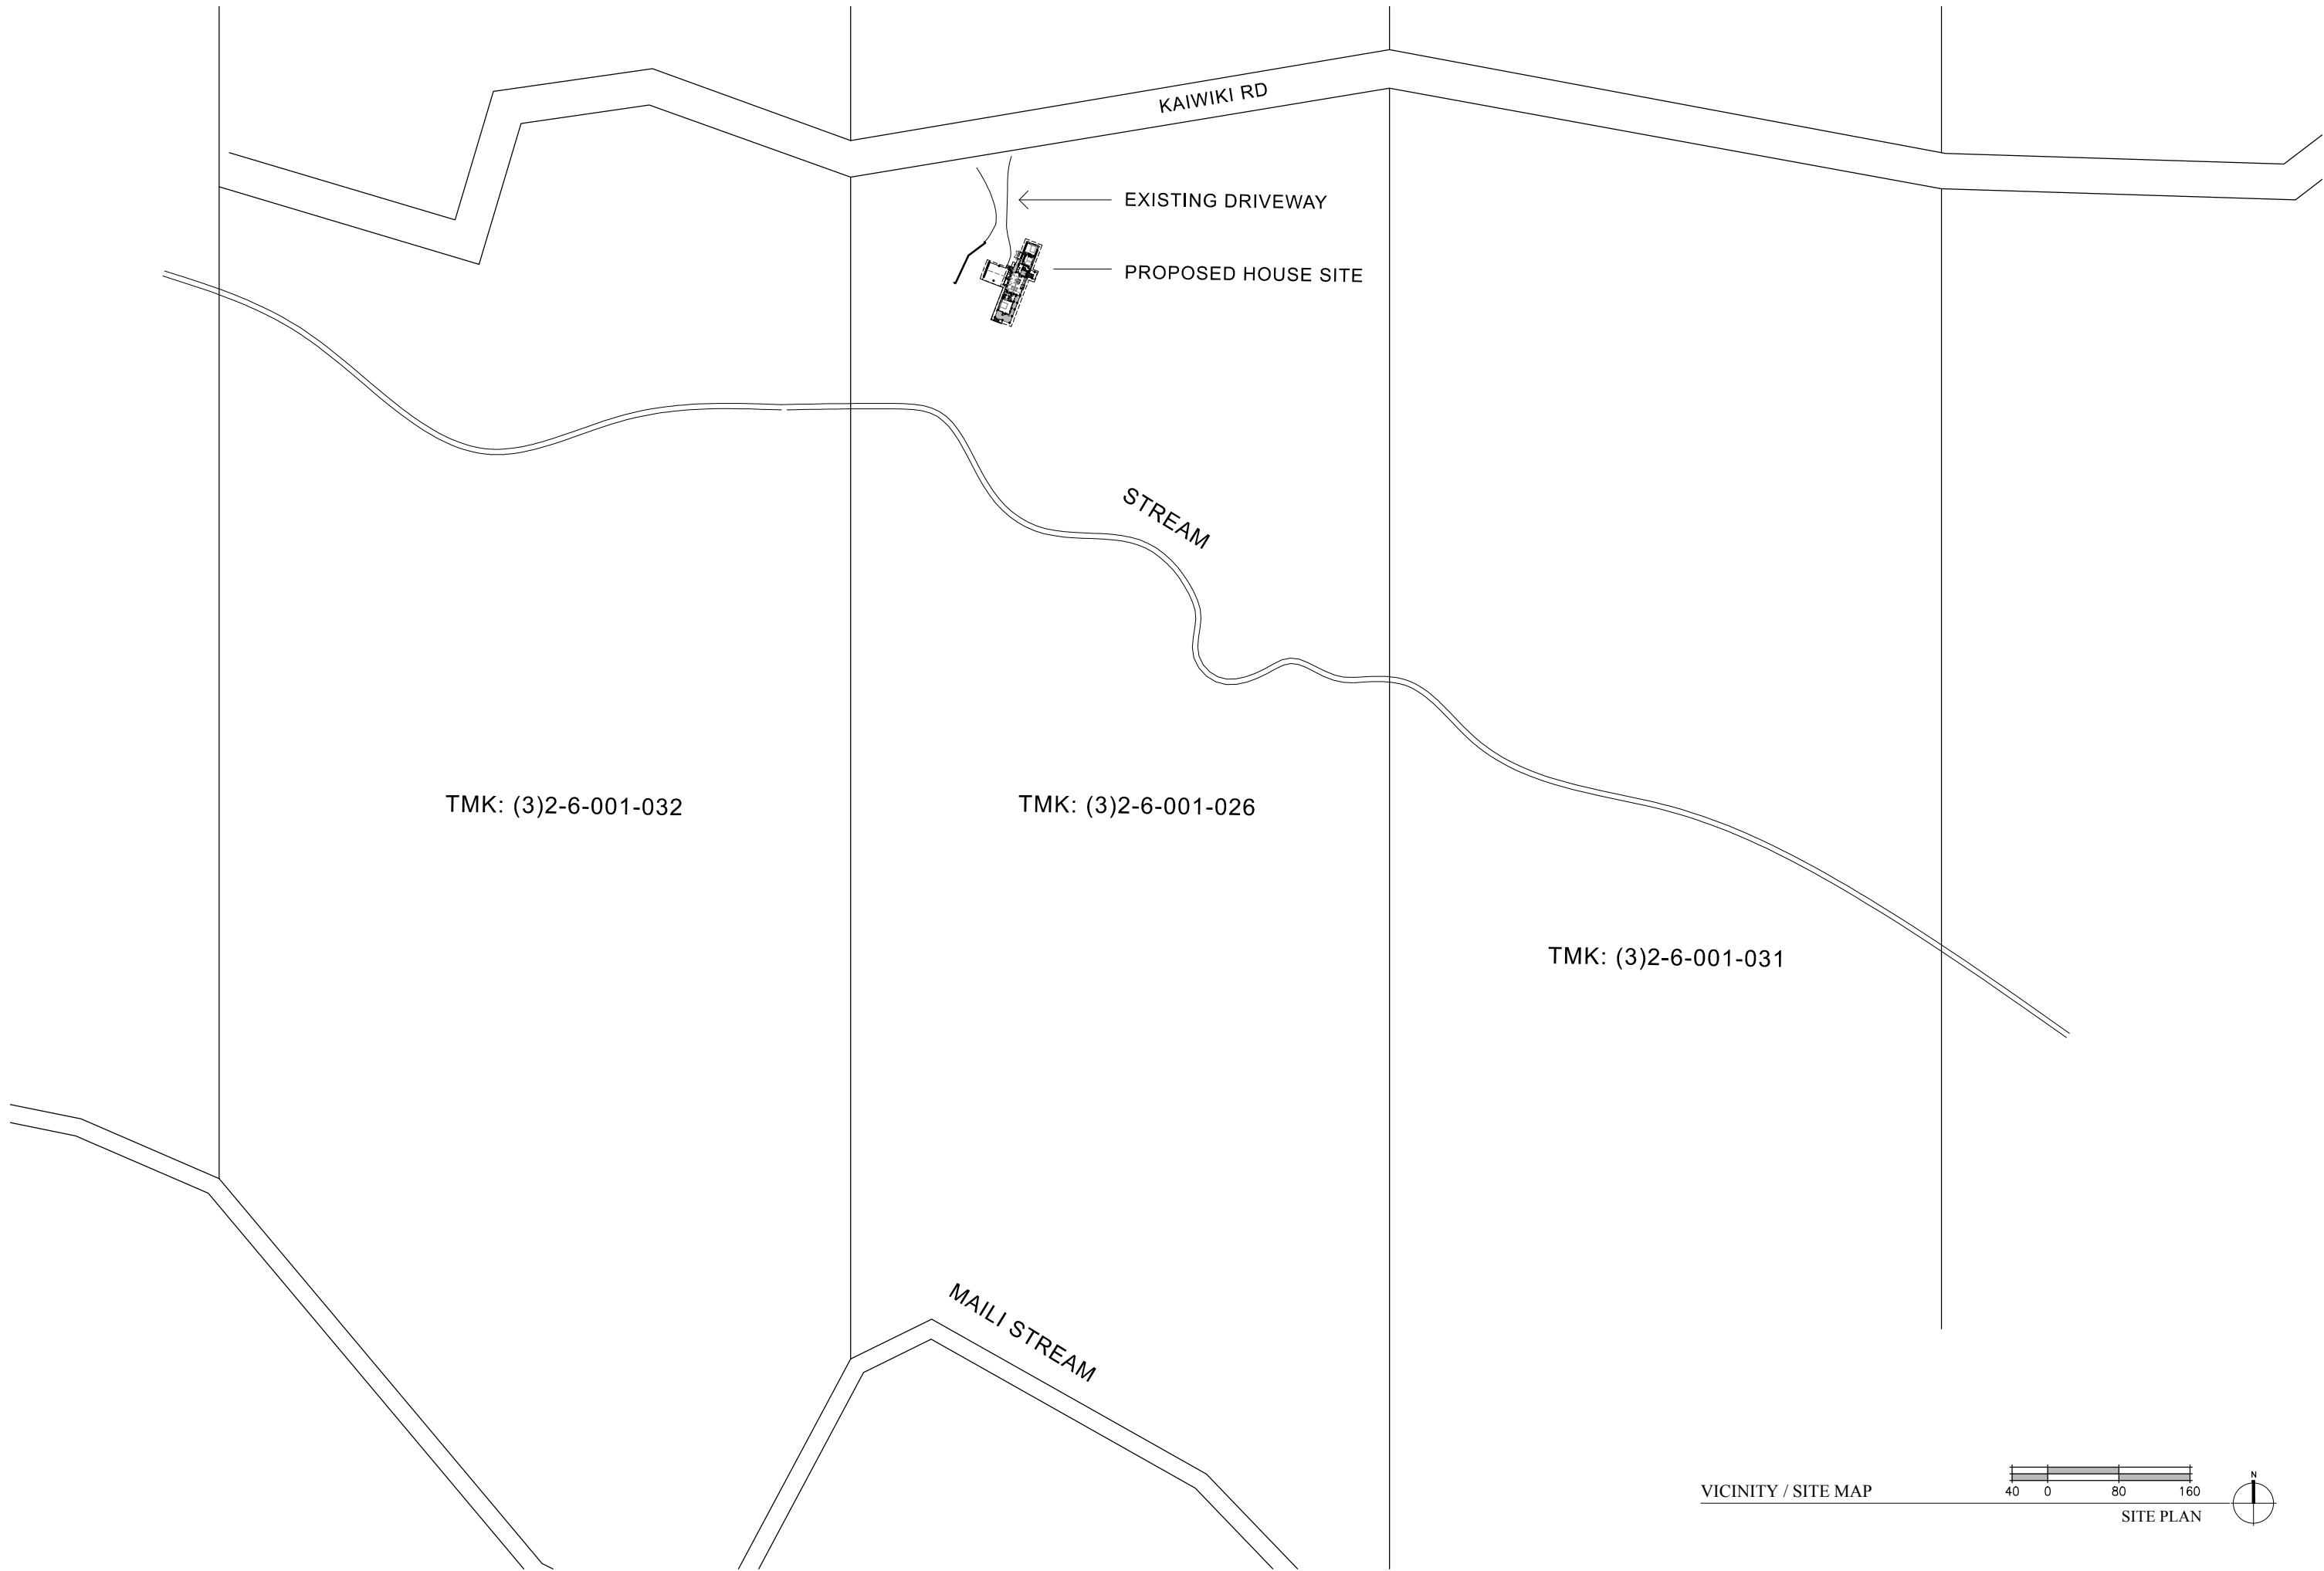 KAIWIKI RD
EXISTING DRIVEWAY
PROPOSED HOUSE SITE
STREAM
TMK: (3)2-6-001-032
TMK: (3)2-6-001-026
TMK: (3)2-6-001-031
MAILI STREAM
VICINITY / SITE MAP
40 0 80 160
N
SITE PLAN